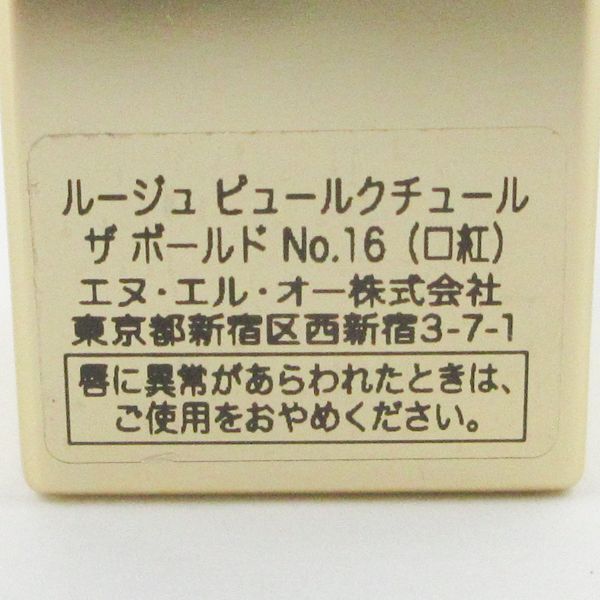 ルージュ ピュールクチュール
ザ ボールド No.16（口紅）
エヌ・エル・オー株式会社
東京都新宿区西新宿3-7-1
唇に異常があらわれたときは、
ご使用をおやめください。